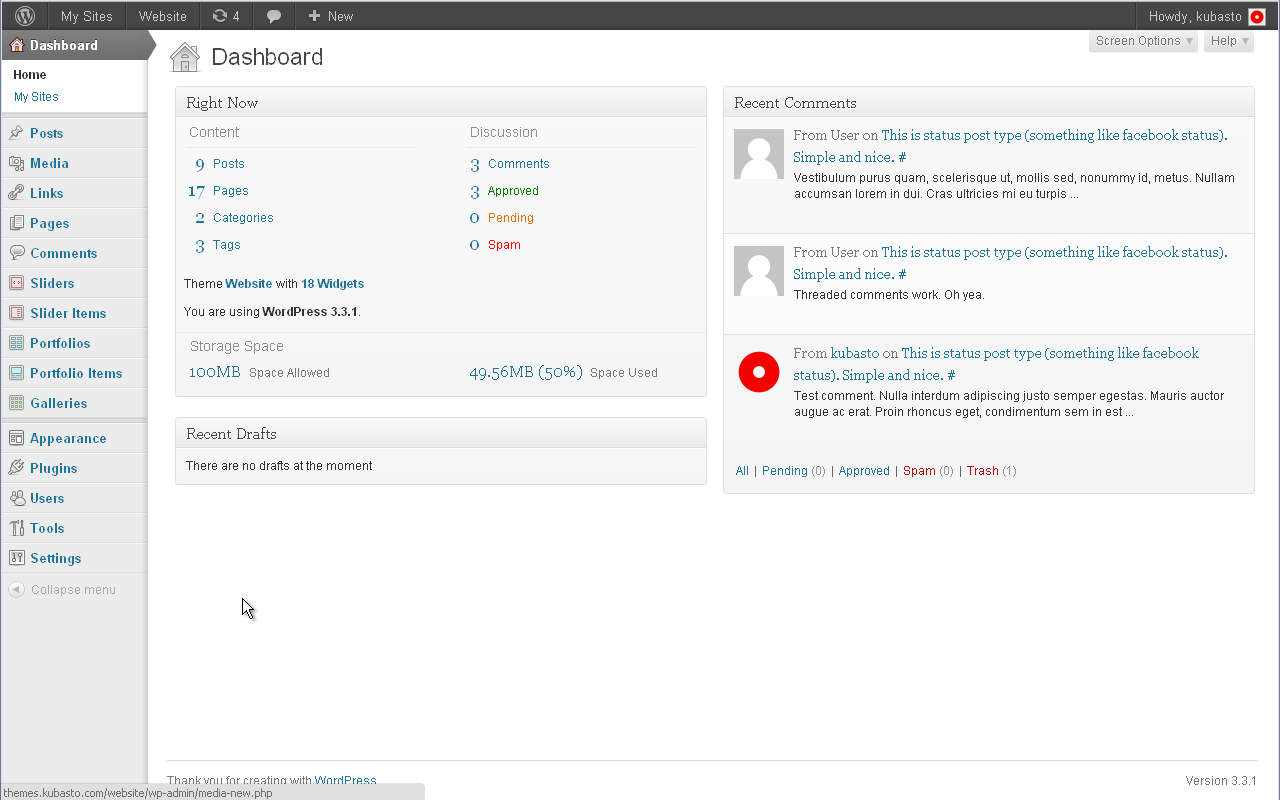 My Sites Website 4 New Howdy, kubasto
Screen Options Help
Dashboard
Home
My Sites
Posts
Media
Links
Pages
Comments
Sliders
Slider Items
Portfolios
Portfolio Items
Galleries
Appearance
Plugins
Users
Tools
Settings
Collapse menu
Dashboard
Right Now
Content Discussion
9 Posts 3 Comments
17 Pages 3 Approved
2 Categories 0 Pending
3 Tags 0 Spam
Theme Website with 18 Widgets
You are using WordPress 3.3.1.
Storage Space
100MB Space Allowed 49.56MB (50%) Space Used
Recent Drafts
There are no drafts at the moment
Recent Comments
From User on This is status post type (something like facebook status).
Simple and nice. #
Vestibulum purus quam, scelerisque ut, mollis sed, nonummy id, metus. Nullam
accumsan lorem in dui. Cras ultricies mi eu turpis ...
From User on This is status post type (something like facebook status).
Simple and nice. #
Threaded comments work. Oh yea.
From kubasto on This is status post type (something like facebook
status). Simple and nice. #
Test comment. Nulla interdum adipiscing justo semper egestas. Mauris auctor
augue ac erat. Proin rhoncus eget, condimentum sem in est ...
All | Pending (0) | Approved | Spam (0) | Trash (1)
Thank you for creating with WordPress Version 3.3.1
themes.kubasto.com/website/wp-admin/media-new.php